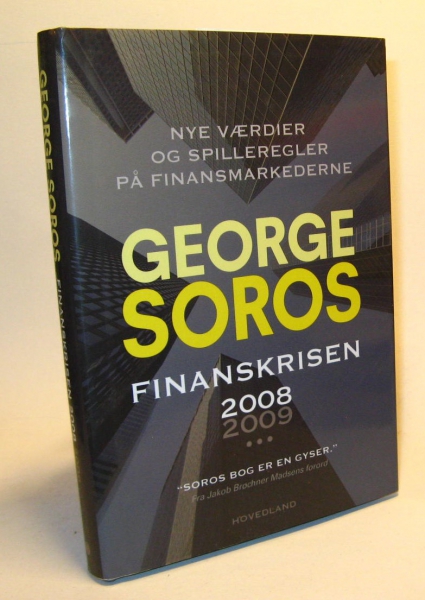 NYE VÆRDIER
OG SPILLEREGLER
PÅ FINANSMARKEDERNE
GEORGE
SOROS
FINANSKRISEN
2008
2009
...
"SOROS BOG ER EN GYSER."
Fra Jakob Brøchner Madsens forord
HOVEDLAND
GEORGE SOROS FINANSKRISEN 2008